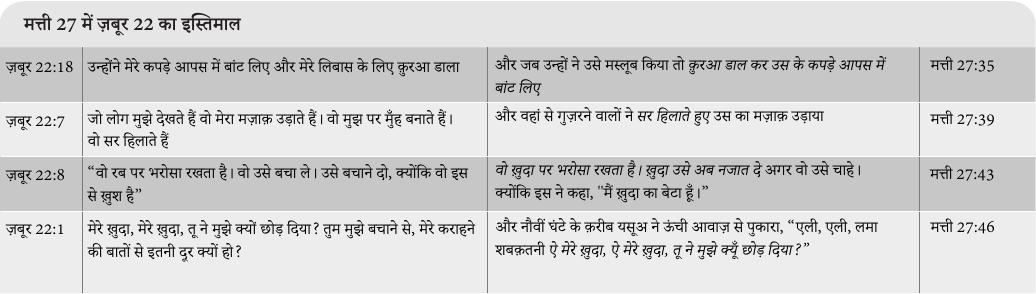 मत्ती 27 में ज़बूर 22 का इस्तिमाल
ज़बूर 22:18
उन्होंने मेरे कपड़े आपस में बांट लिए और मेरे लिबास के लिए क़ुरआ डाला
और जब उन्हों ने उसे मस्लूब किया तो क़ुरआ डाल कर उस के कपड़े आपस में
बांट लिए
मत्ती 27:35
ज़बूर 22:7
जो लोग मुझे देखते हैं वो मेरा मज़ाक़ उड़ाते हैं। वो मुझ पर मुँह बनाते हैं।
वो सर हिलाते हैं
और वहां से गुज़रने वालों ने सर हिलाते हुए उस का मज़ाक़ उड़ाया
मत्ती 27:39
ज़बूर 22:8
“वो रब पर भरोसा रखता है। वो उसे बचा ले। उसे बचाने दो, क्योंकि वो इस
से ख़ुश है”
वो ख़ुदा पर भरोसा रखता है। ख़ुदा उसे अब नजात दे अगर वो उसे चाहे।
क्योंकि इस ने कहा, "मैं ख़ुदा का बेटा हूँ।”
मत्ती 27:43
ज़बूर 22:1
मेरे ख़ुदा, मेरे ख़ुदा, तू ने मुझे क्यों छोड़ दिया? तुम मुझे बचाने से, मेरे कराहने
की बातों से इतनी दूर क्यों हो?
और नौवीं घंटे के क़रीब यसूअ ने ऊंची आवाज़ से पुकारा, “एली, एली, लमा
शबक़तनी ऐ मेरे ख़ुदा, ऐ मेरे ख़ुदा, तू ने मुझे क्यूँ छोड़ दिया?”
मत्ती 27:46